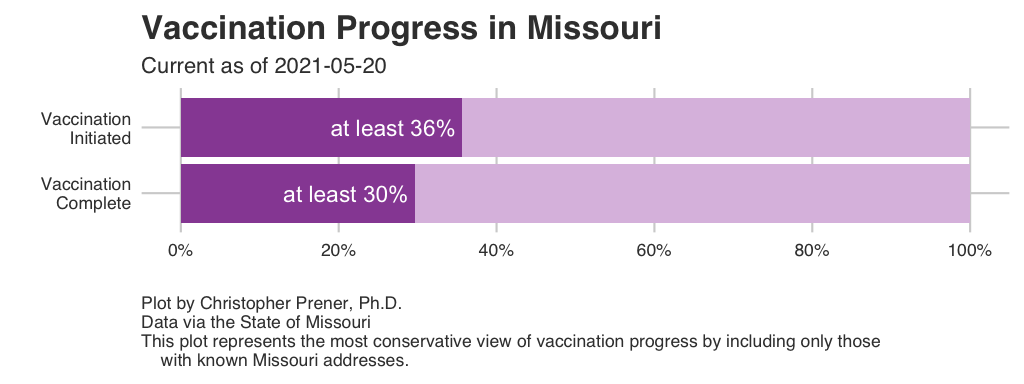 Vaccination Progress in Missouri
Current as of 2021-05-20
Vaccination
Initiated
at least 36%
Vaccination
Complete
at least 30%
0%
20%
40%
60%
80%
100%
Plot by Christopher Prener, Ph.D.
Data via the State of Missouri
This plot represents the most conservative view of vaccination progress by including only those
with known Missouri addresses.